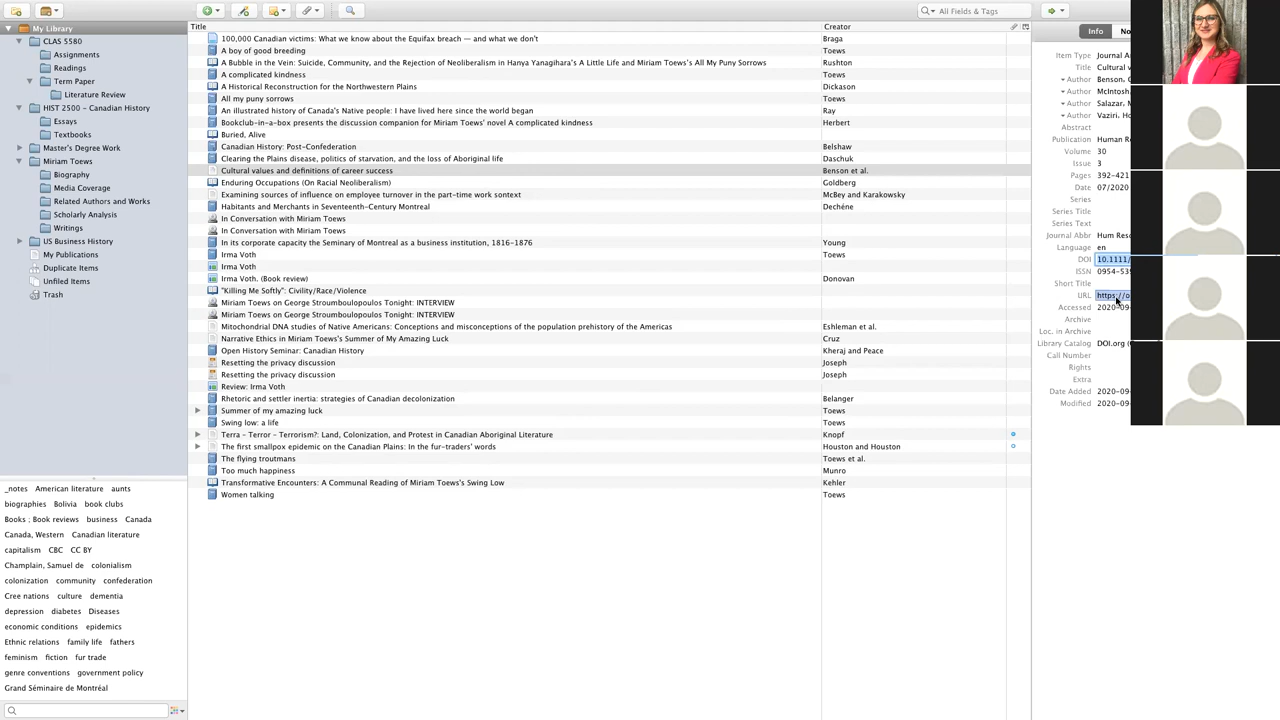 All Fields & Tags
My Library
CLAS 5580
Assignments
Readings
Term Paper
Literature Review
HIST 2500 - Canadian History
Essays
Textbooks
Master's Degree Work
Miriam Toews
Biography
Media Coverage
Related Authors and Works
Scholarly Analysis
Writings
US Business History
My Publications
Duplicate Items
Unfiled Items
Trash
_notes American literature aunts
biographies Bolivia book clubs
Books ; Book reviews business Canada
Canada, Western Canadian literature
capitalism CBC CC BY
Champlain, Samuel de colonialism
colonization community confederation
Cree nations culture dementia
depression diabetes Diseases
economic conditions epidemics
Ethnic relations family life fathers
feminism fiction fur trade
genre conventions government policy
Grand Séminaire de Montréal
Title Creator
100,000 Canadian victims: What we know about the Equifax breach — and what we don't Braga
A boy of good breeding Toews
A Bubble in the Vein: Suicide, Community, and the Rejection of Neoliberalism in Hanya Yanagihara's A Little Life and Miriam Toews's All My Puny Sorrows Rushton
A complicated kindness Toews
A Historical Reconstruction for the Northwestern Plains Dickason
All my puny sorrows Toews
An illustrated history of Canada's Native people: I have lived here since the world began Ray
Bookclub-in-a-box presents the discussion companion for Miriam Toews' novel A complicated kindness Herbert
Buried, Alive
Canadian History: Post-Confederation Belshaw
Clearing the Plains disease, politics of starvation, and the loss of Aboriginal life Daschuk
Cultural values and definitions of career success Benson et al.
Enduring Occupations (On Racial Neoliberalism) Goldberg
Examining sources of influence on employee turnover in the part-time work context McBey and Karakowsky
Habitants and Merchants in Seventeenth-Century Montreal Dechêne
In Conversation with Miriam Toews
In Conversation with Miriam Toews
In its corporate capacity the Seminary of Montreal as a business institution, 1816-1876 Young
Irma Voth Toews
Irma Voth
Irma Voth. (Book review) Donovan
"Killing Me Softly": Civility/Race/Violence
Miriam Toews on George Stroumboulopoulos Tonight: INTERVIEW
Miriam Toews on George Stroumboulopoulos Tonight: INTERVIEW
Mitochondrial DNA studies of Native Americans: Conceptions and misconceptions of the population prehistory of the Americas Eshleman et al.
Narrative Ethics in Miriam Toews's Summer of My Amazing Luck Cruz
Open History Seminar: Canadian History Kheraj and Peace
Resetting the privacy discussion Joseph
Resetting the privacy discussion Joseph
Review: Irma Voth
Rhetoric and settler inertia: strategies of Canadian decolonization Belanger
Summer of my amazing luck Toews
Swing low: a life Toews
Terra - Terror - Terrorism?: Land, Colonization, and Protest in Canadian Aboriginal Literature Knopf
The first smallpox epidemic on the Canadian Plains: In the fur-traders' words Houston and Houston
The flying troutmans Toews et al.
Too much happiness Munro
Transformative Encounters: A Communal Reading of Miriam Toews's Swing Low Kehler
Women talking Toews
Info No
Item Type Journal A
Title Cultural v
Author Benson, 
Author McIntosh,
Author Salazar, 
Author Vaziri, Ho
Abstract
Publication Human Re
Volume 30
Issue 3
Pages 392-421
Date 07/2020
Series
Series Title
Series Text
Journal Abbr Hum Reso
Language en
DOI 10.1111/
ISSN 0954-53
Short Title
URL https://o
Accessed 2020-09
Archive
Loc. in Archive
Library Catalog DOI.org (
Call Number
Rights
Extra
Date Added 2020-09
Modified 2020-09